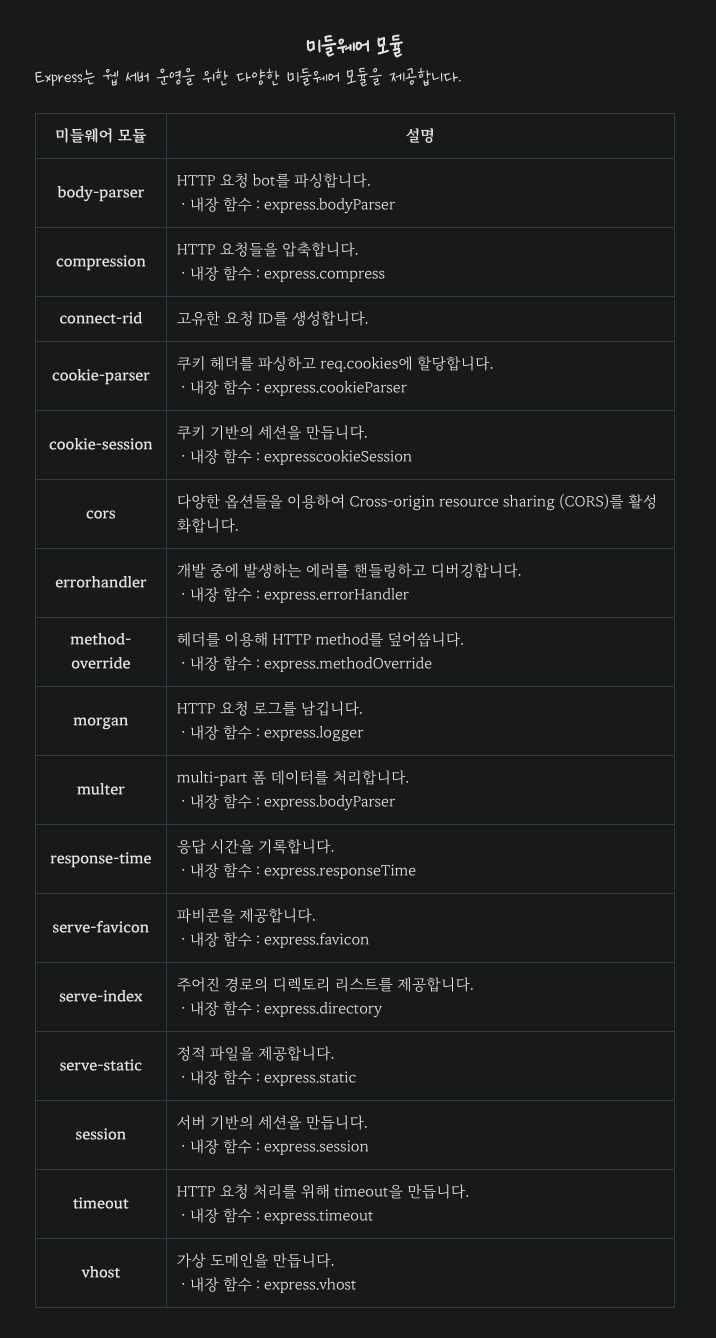 미들웨어 모듈
Express는 웹 서버 운영을 위한 다양한 미들웨어 모듈을 제공합니다.
미들웨어 모듈 설명
body-parser
HTTP 요청 bot를 파싱합니다.
· 내장 함수 : express.bodyParser
compression
HTTP 요청들을 압축합니다.
· 내장 함수 : express.compress
connect-rid
고유한 요청 ID를 생성합니다.
cookie-parser
쿠키 헤더를 파싱하고 req.cookies에 할당합니다.
· 내장 함수 : express.cookieParser
cookie-session
쿠키 기반의 세션을 만듭니다.
· 내장 함수 : expresscookieSession
cors
다양한 옵션들을 이용하여 Cross-origin resource sharing (CORS)를 활성
화합니다.
errorhandler
개발 중에 발생하는 에러를 핸들링하고 디버깅합니다.
· 내장 함수 : express.errorHandler
method-
override
헤더를 이용해 HTTP method를 덮어씁니다.
· 내장 함수 : express.methodOverride
morgan
HTTP 요청 로그를 남깁니다.
· 내장 함수 : express.logger
multer
multi-part 폼 데이터를 처리합니다.
· 내장 함수 : express.bodyParser
response-time
응답 시간을 기록합니다.
· 내장 함수 : express.responseTime
serve-favicon
파비콘을 제공합니다.
· 내장 함수 : express.favicon
serve-index
주어진 경로의 디렉토리 리스트를 제공합니다.
· 내장 함수 : express.directory
serve-static
정적 파일을 제공합니다.
· 내장 함수 : express.static
session
서버 기반의 세션을 만듭니다.
· 내장 함수 : express.session
timeout
HTTP 요청 처리를 위해 timeout을 만듭니다.
· 내장 함수 : express.timeout
vhost
가상 도메인을 만듭니다.
· 내장 함수 : express.vhost